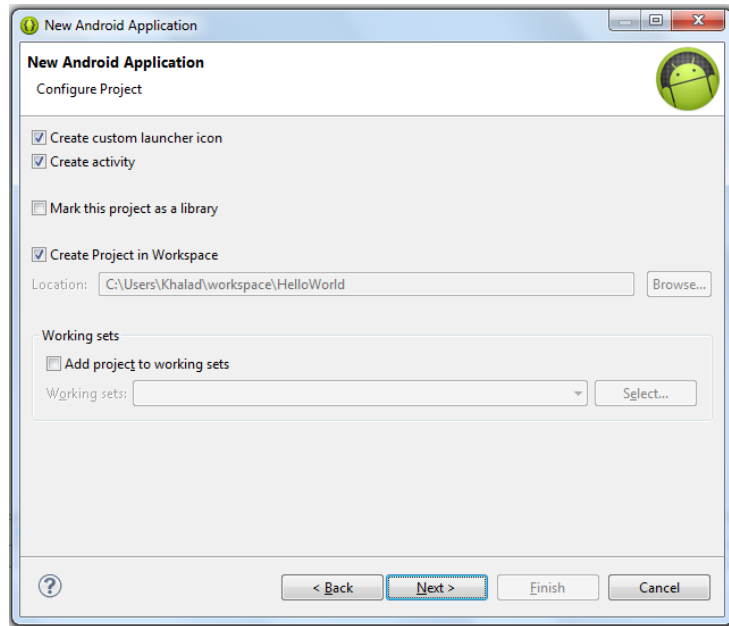 New Android Application
New Android Application
Configure Project
Create custom launcher icon
Create activity
Mark this project as a library
Create Project in Workspace
Location: C:\Users\Khalad\workspace\HelloWorld Browse...
Working sets
Add project to working sets
Working sets: Select...
< Back Next > Finish Cancel